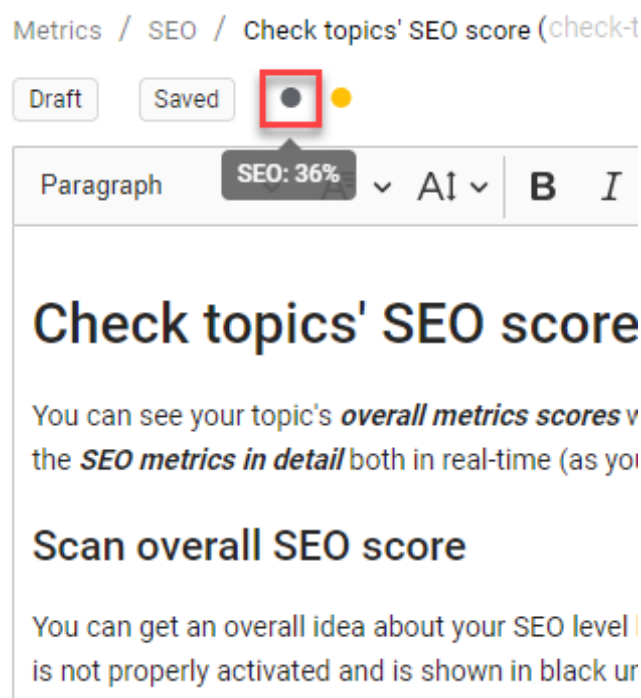 Metrics / SEO / Check topics' SEO score (check-t
Draft Saved
SEO: 36%
Paragraph A AI B I
Check topics' SEO score
You can see your topic's overall metrics scores w
the SEO metrics in detail both in real-time (as you
Scan overall SEO score
You can get an overall idea about your SEO level
is not properly activated and is shown in black un